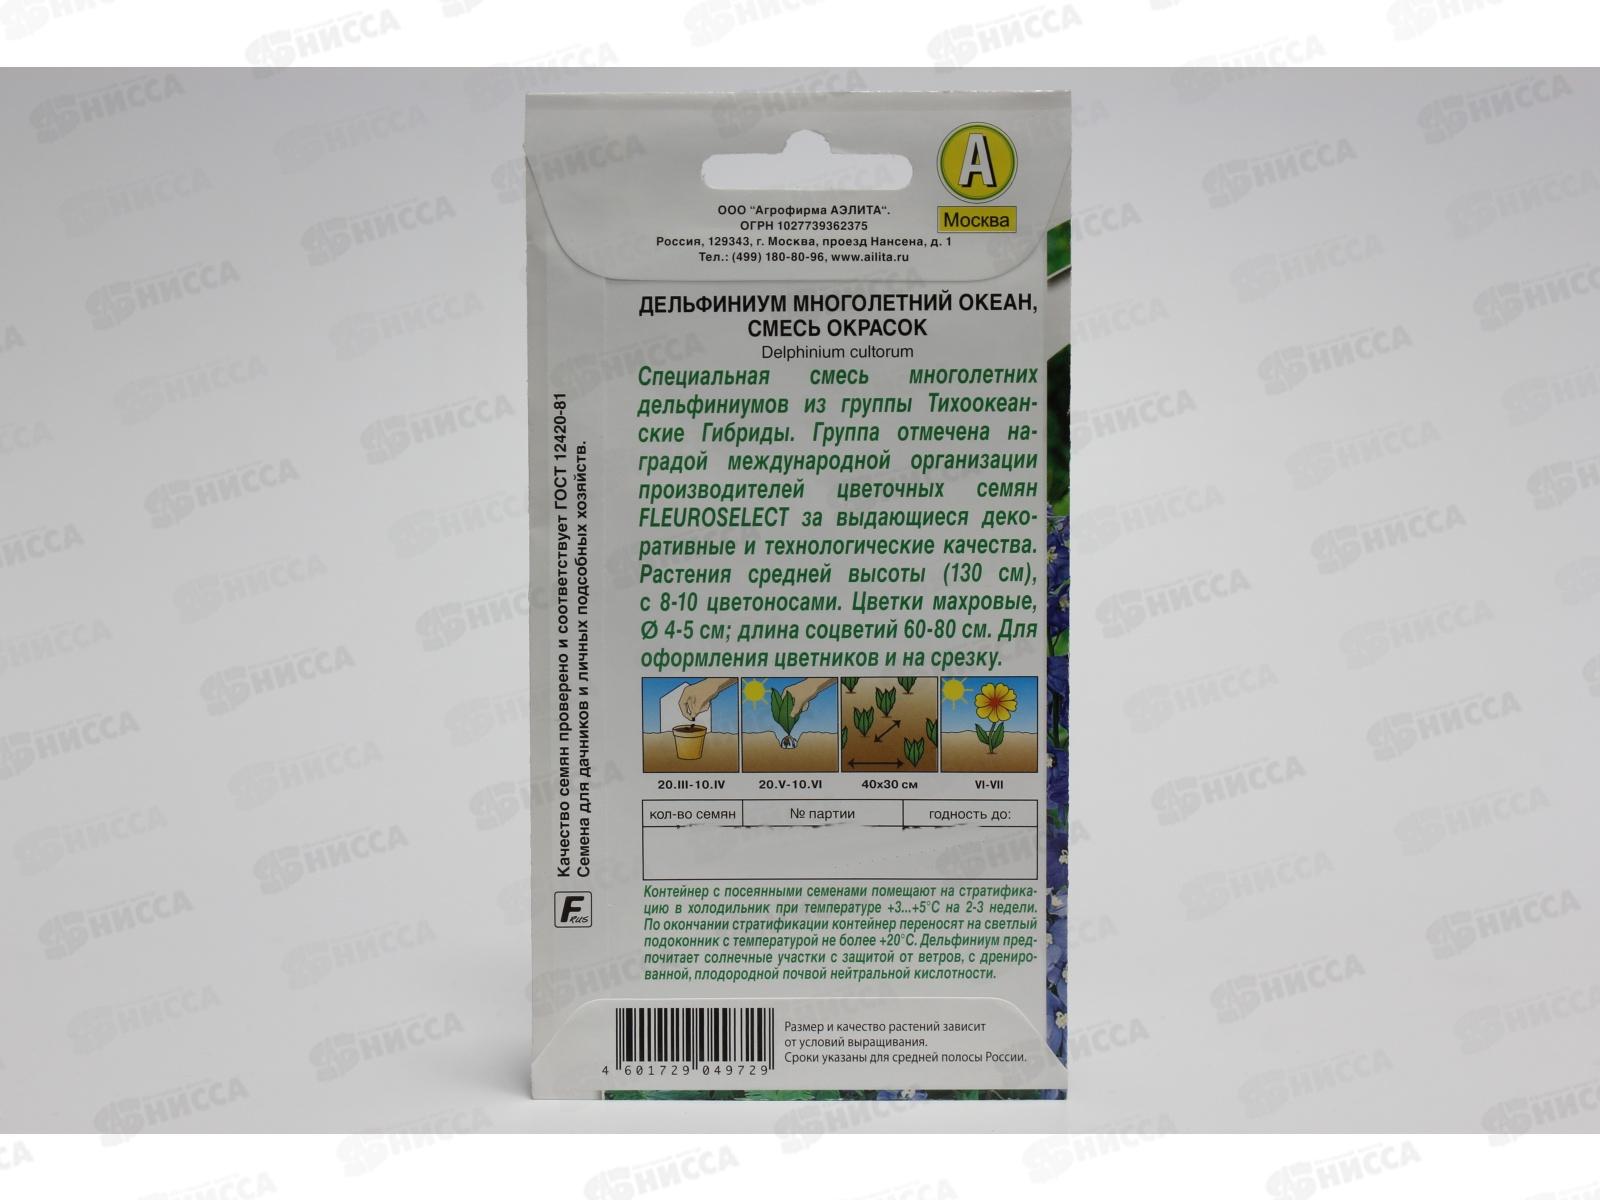 А
Москва
ООО "Агрофирма АЭЛИТА".
ОГРН 1027739362375
Россия, 129343, г. Москва, проезд Нансена, д. 1
Тел.: (499) 180-80-96, www.ailita.ru
ДЕЛЬФИНИУМ МНОГОЛЕТНИЙ ОКЕАН,
СМЕСЬ ОКРАСОК
Delphinium cultorum
Специальная смесь многолетних
дельфиниумов из группы Тихоокеан-
ские Гибриды. Группа отмечена на-
градой международной организации
производителей цветочных семян
FLEUROSELECT за выдающиеся деко-
ративные и технологические качества.
Растения средней высоты (130 см),
с 8-10 цветоносами. Цветки махровые,
Ø 4-5 см; длина соцветий 60-80 см. Для
оформления цветников и на срезку.
20.III-10.IV
20.V-10.VI
40x30 см
VI-VII
кол-во семян
№ партии
годность до:
Контейнер с посеянными семенами помещают на стратифика-
цию в холодильник при температуре +3...+5°С на 2-3 недели.
По окончании стратификации контейнер переносят на светлый
подоконник с температурой не более +20°С. Дельфиниум пред-
почитает солнечные участки с защитой от ветров, с дрениро-
ванной, плодородной почвой нейтральной кислотности.
Качество семян проверено и соответствует ГОСТ 12420-81
Семена для дачников и личных подсобных хозяйств.
F RUS
4 601729 049729
Размер и качество растений зависит
от условий выращивания.
Сроки указаны для средней полосы России.
АБНИССА